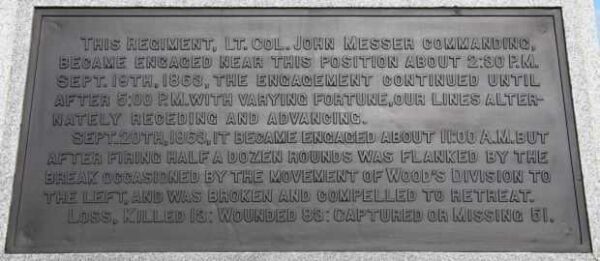 THIS REGIMENT, LT. COL. JOHN MESSER COMMANDING,
BECAME ENGAGED NEAR THIS POSITION ABOUT 2:30 P.M.
SEPT. 19TH, 1863, THE ENGAGEMENT CONTINUED UNTIL
AFTER 5:00 P.M. WITH VARYING FORTUNE, OUR LINES ALTER-
NATELY RECEDING AND ADVANCING.
SEPT. 20TH, 1863, IT BECAME ENGAGED ABOUT 11:00 A.M. BUT
AFTER FIRING HALF A DOZEN ROUNDS WAS FLANKED BY THE
BREAK OCCASIONED BY THE MOVEMENT OF WOOD'S DIVISION TO
THE LEFT, AND WAS BROKEN AND COMPELLED TO RETREAT.
LOSS, KILLED 13: WOUNDED 83: CAPTURED OR MISSING 51.